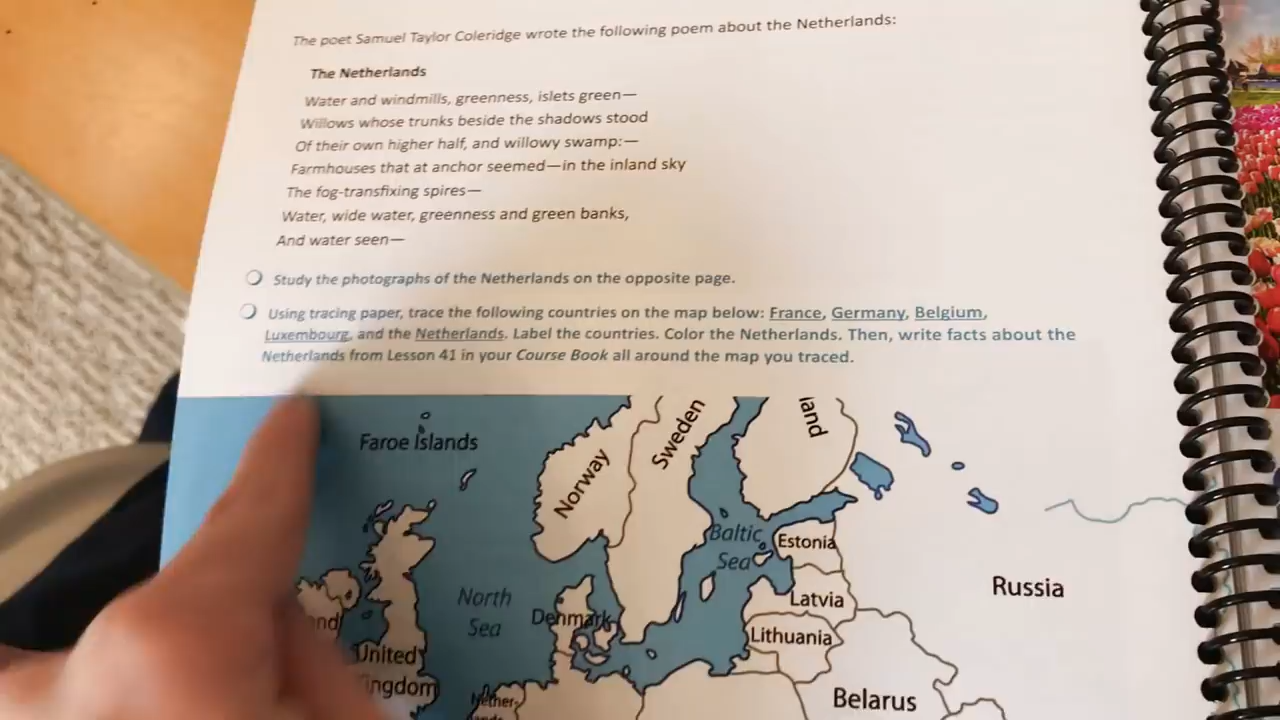 The poet Samuel Taylor Coleridge wrote the following poem about the Netherlands:
The Netherlands
Water and windmills, greenness, islets green—
Willows whose trunks beside the shadows stood
Of their own higher half, and willowy swamp:—
Farmhouses that at anchor seemed—in the inland sky
The fog-transfixing spires—
Water, wide water, greenness and green banks,
And water seen—
Study the photographs of the Netherlands on the opposite page.
Using tracing paper, trace the following countries on the map below: France, Germany, Belgium,
Luxembourg, and the Netherlands. Label the countries. Color the Netherlands. Then, write facts about the
Netherlands from Lesson 41 in your Course Book all around the map you traced.
Faroe Islands
Norway
Sweden
land
Baltic
Sea
Estonia
Russia
Latvia
North
Sea
Denmark
Lithuania
nd
United
ingdom
Belarus
Nether-
lands